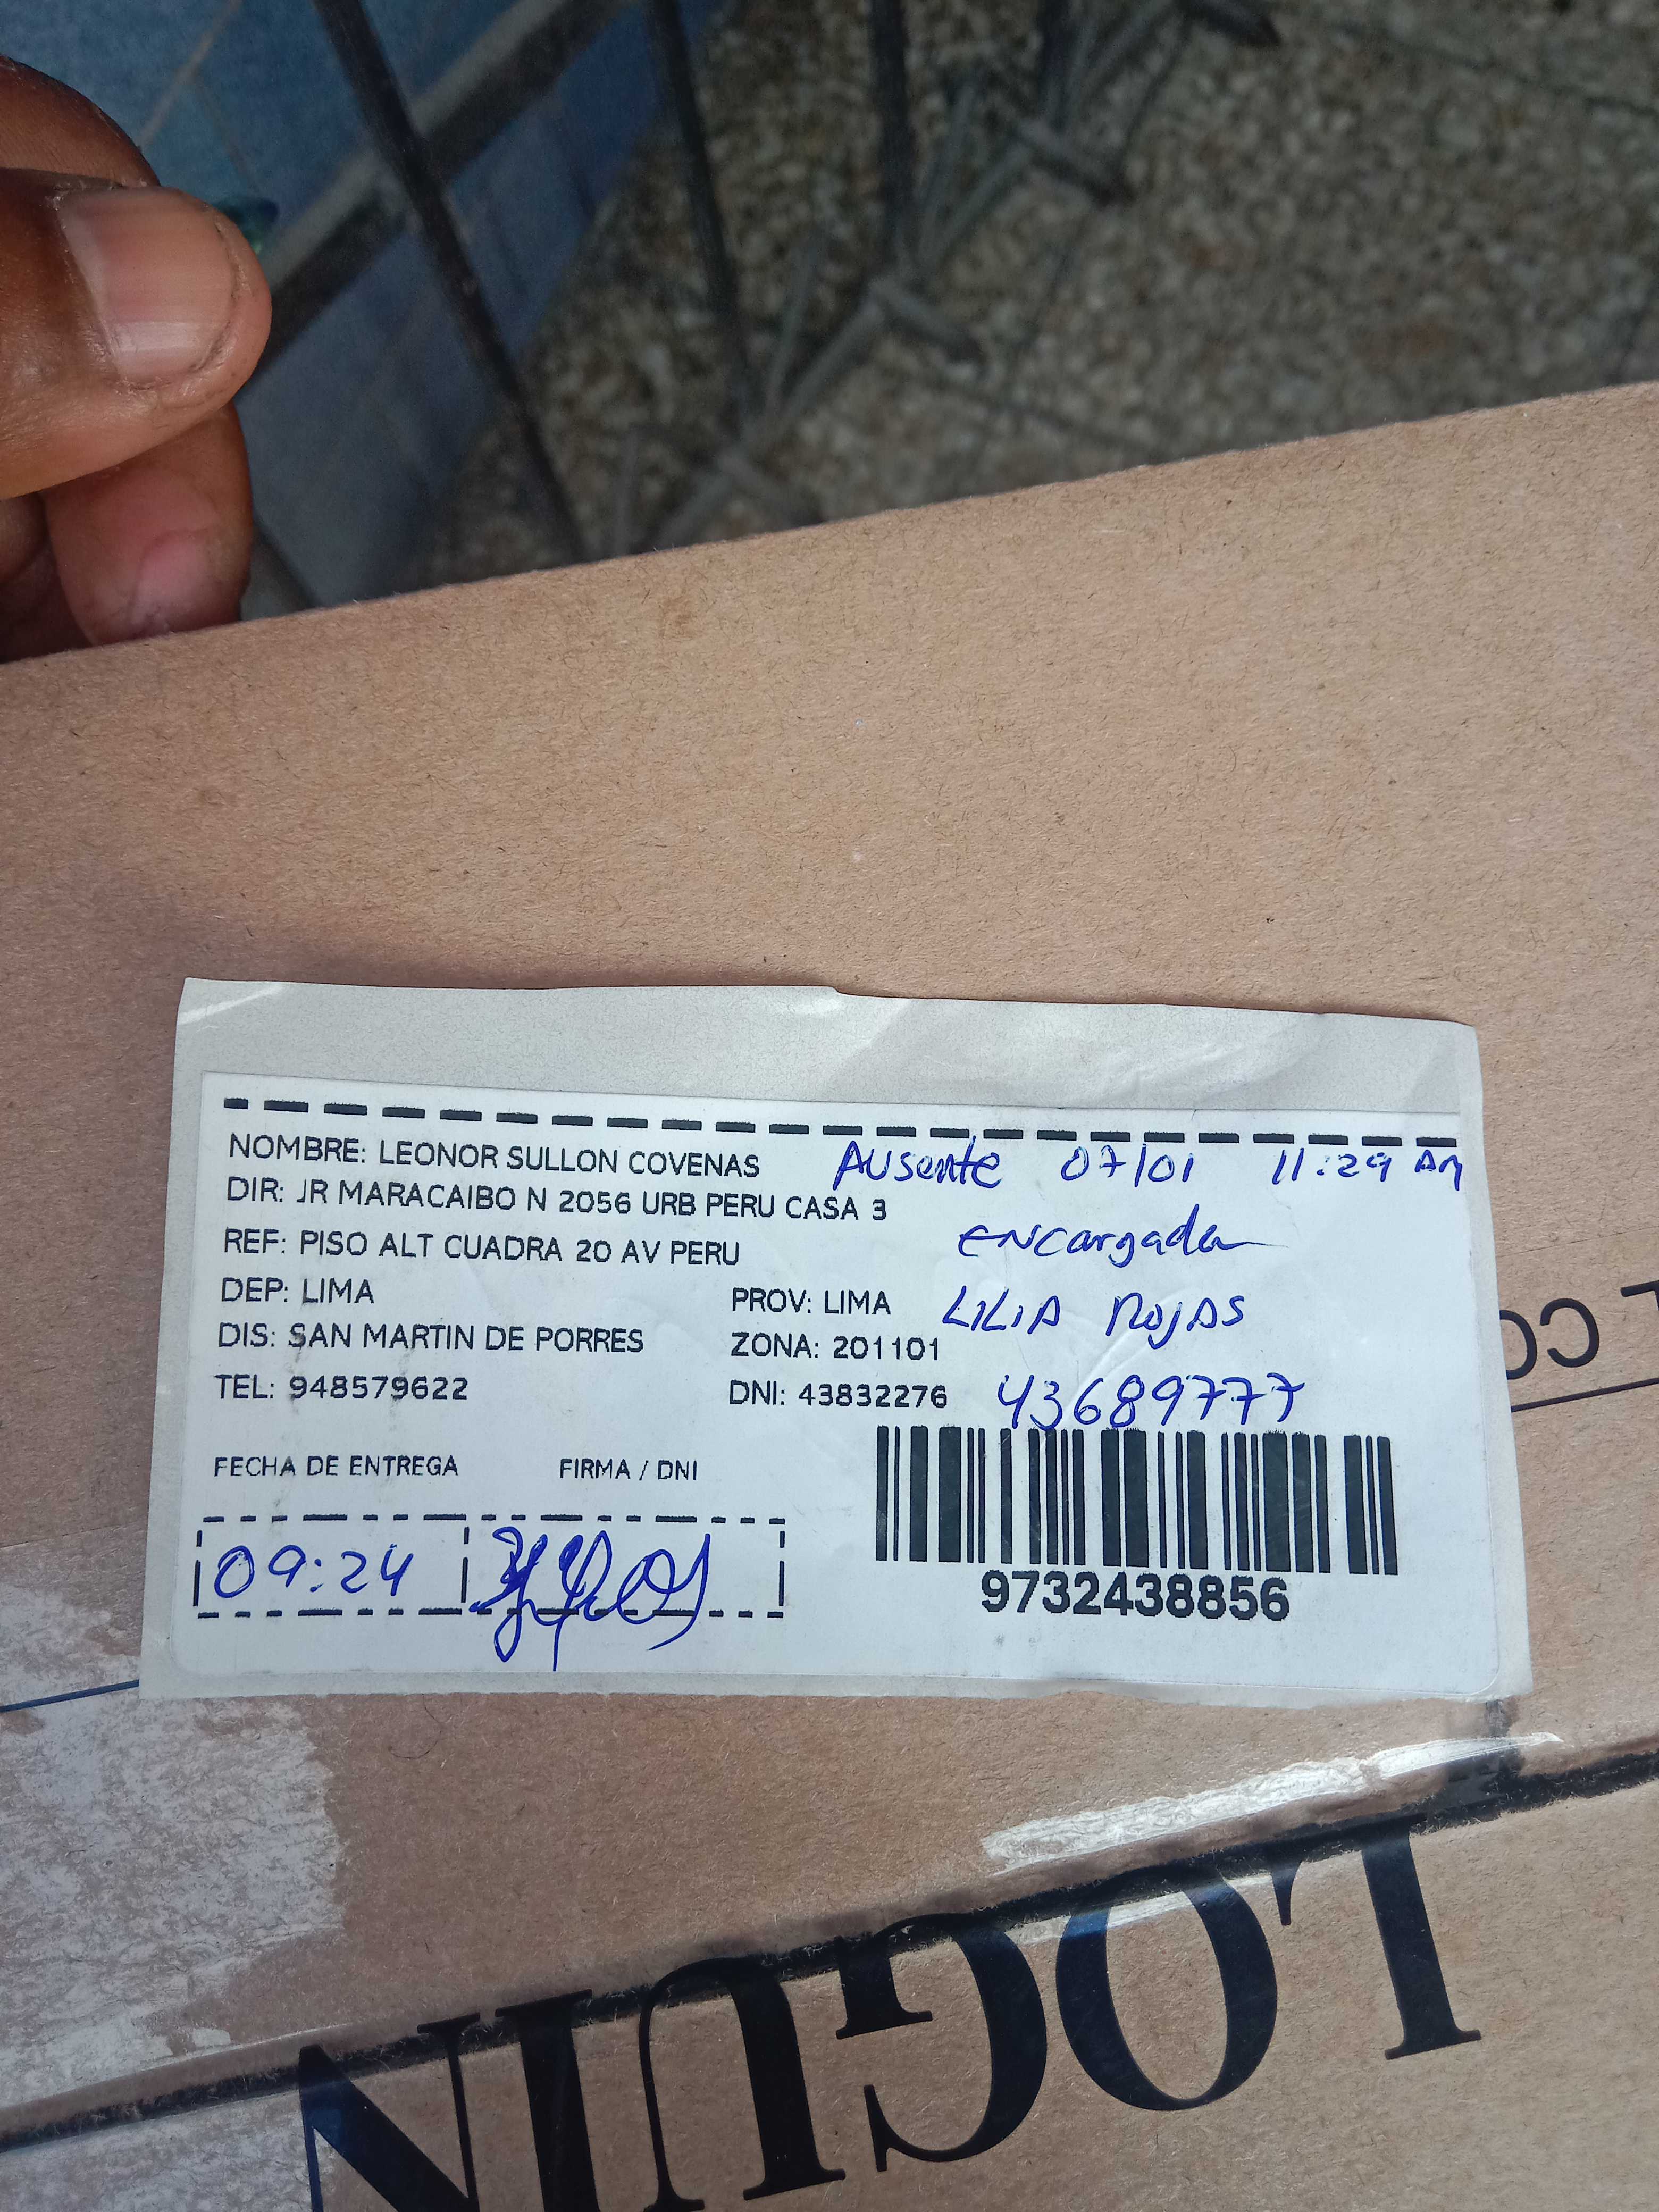 NOMBRE: LEONOR SULLON COVENAS Ausente 07/01 11:29 AM
DIR: JR MARACAIBO N 2056 URB PERU CASA 3
REF: PISO ALT CUADRA 20 AV PERU encargada
DEP: LIMA PROV: LIMA LILIA ROJAS
DIS: SAN MARTIN DE PORRES ZONA: 201101
TEL: 948579622 DNI: 43832276 43689777
FECHA DE ENTREGA FIRMA / DNI
09:24
9732438856